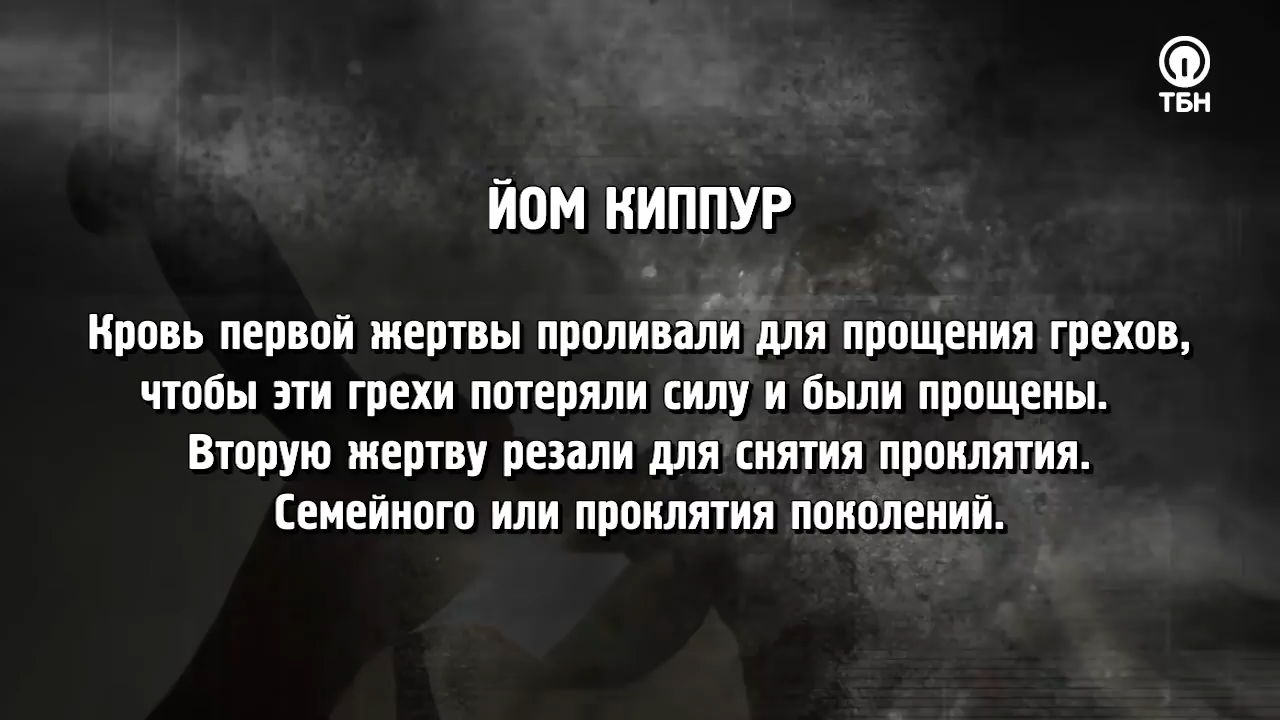 ТБН
ЙОМ КИППУР
Кровь первой жертвы проливали для прощения грехов,
чтобы эти грехи потеряли силу и были прощены.
Вторую жертву резали для снятия проклятия.
Семейного или проклятия поколений.